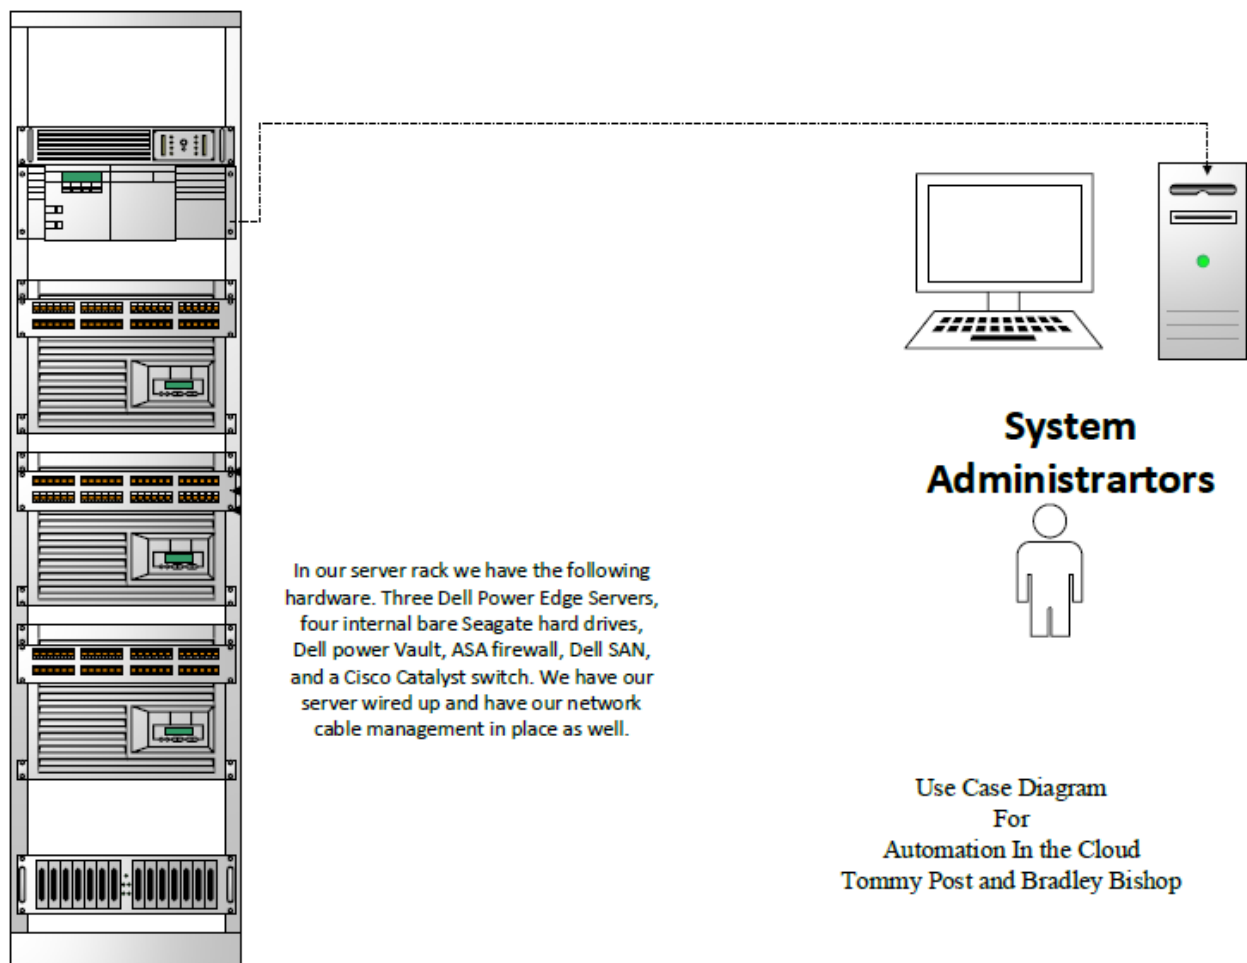 System
Administrartors
In our server rack we have the following
hardware. Three Dell Power Edge Servers,
four internal bare Seagate hard drives,
Dell power Vault, ASA firewall, Dell SAN,
and a Cisco Catalyst switch. We have our
server wired up and have our network
cable management in place as well.
Use Case Diagram
For
Automation In the Cloud
Tommy Post and Bradley Bishop